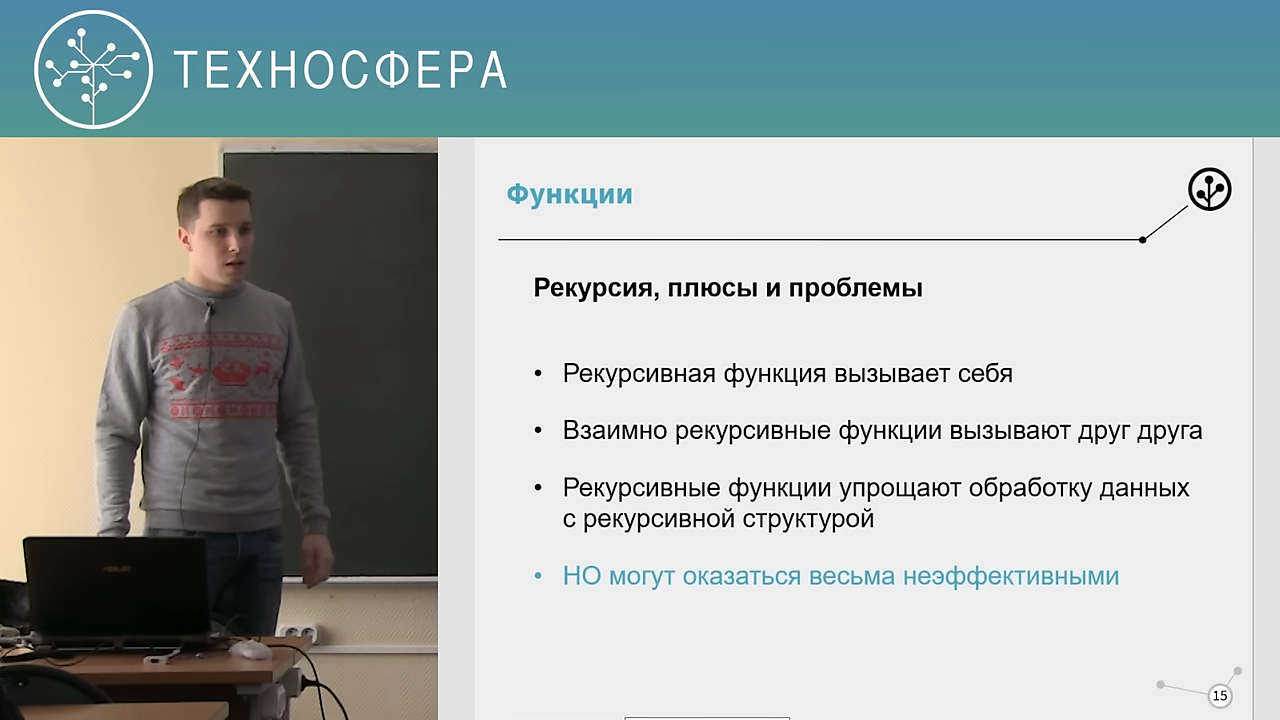 ТЕХНОСФЕРА
Функции
Рекурсия, плюсы и проблемы
• Рекурсивная функция вызывает себя
• Взаимно рекурсивные функции вызывают друг друга
• Рекурсивные функции упрощают обработку данных
с рекурсивной структурой
• НО могут оказаться весьма неэффективными
15
ASUS